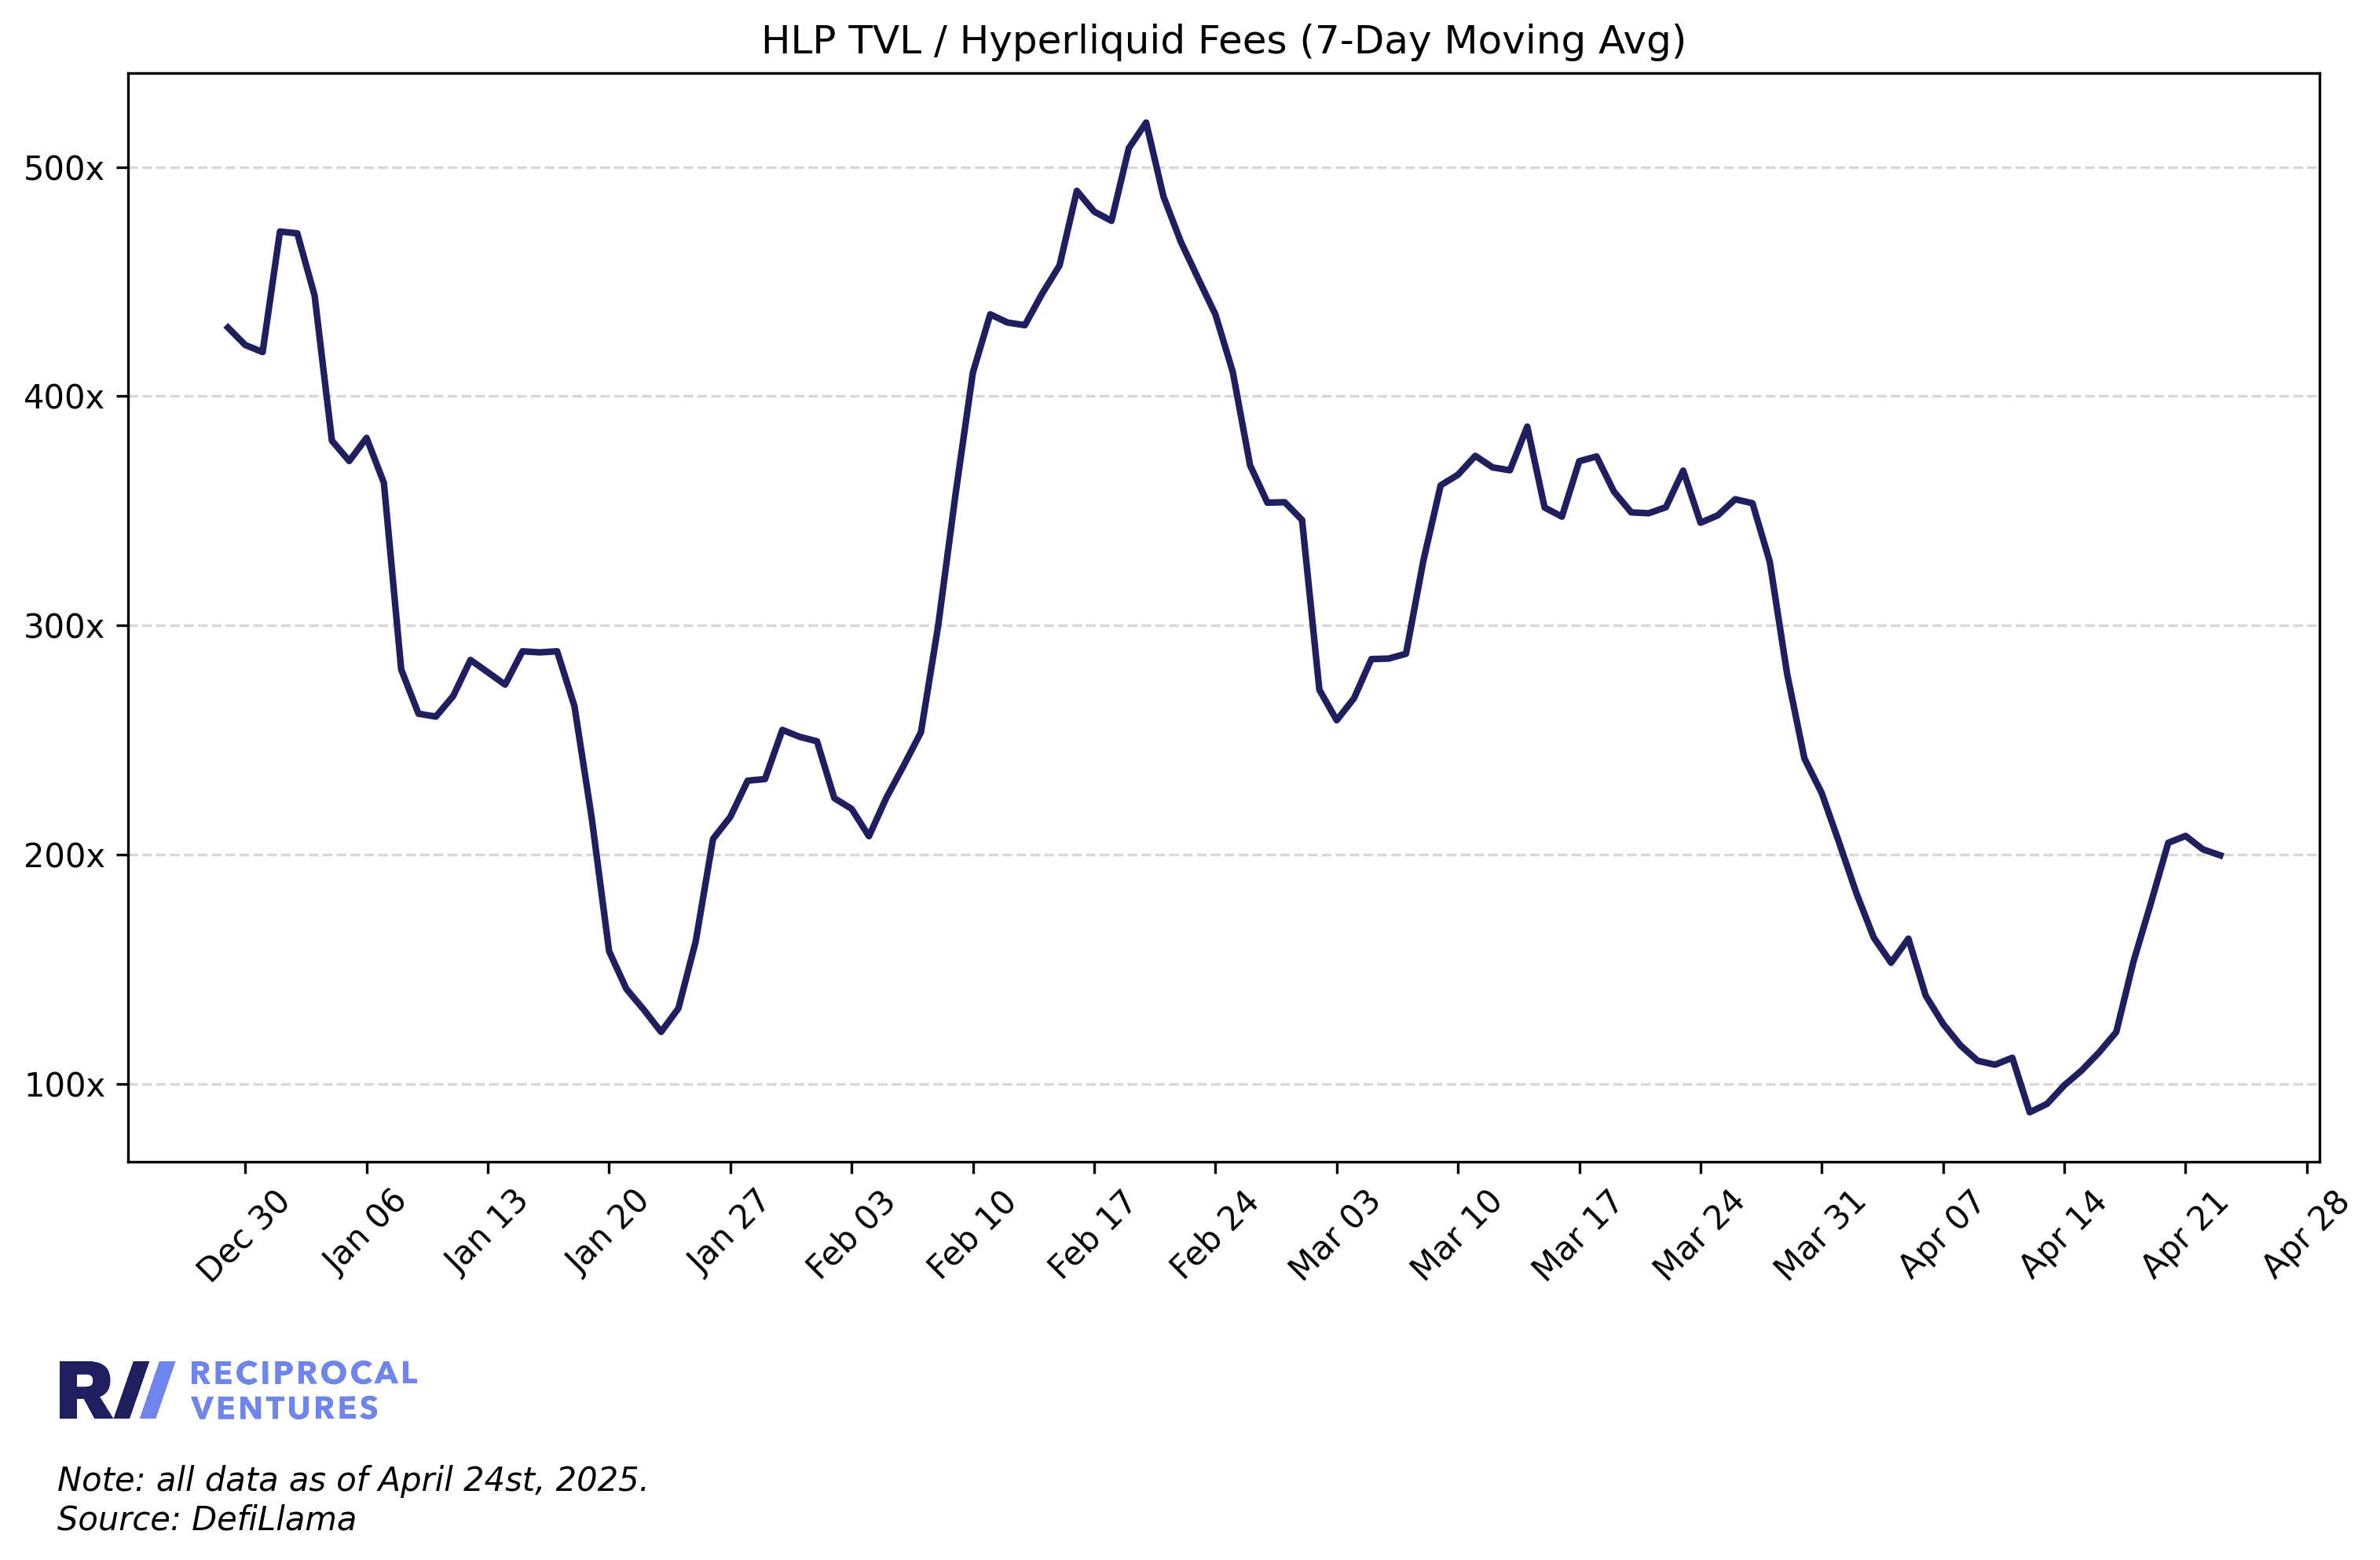 HLP TVL / Hyperliquid Fees (7-Day Moving Avg)
500x
400x
300x
200x
100x
Dec 30
Jan 06
Jan 13
Jan 20
Jan 27
Feb 03
Feb 10
Feb 17
Feb 24
Mar 03
Mar 10
Mar 17
Mar 24
Mar 31
Apr 07
Apr 14
Apr 21
Apr 28
R// RECIPROCAL
VENTURES
Note: all data as of April 24st, 2025.
Source: DefiLlama